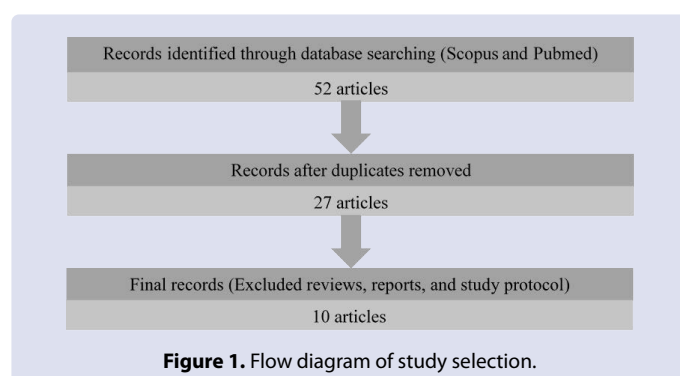 Records identified through database searching (Scopus and Pubmed)
52 articles
Records after duplicates removed
27 articles
Final records (Excluded reviews, reports, and study protocol)
10 articles
Figure 1. Flow diagram of study selection.